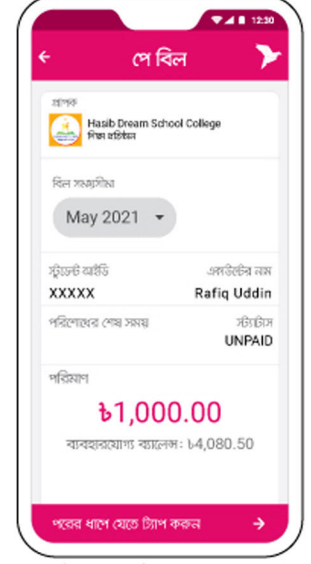 12:30
পে বিল
প্রাপক
Hasib Dream School College
শিক্ষা প্রতিষ্ঠান
বিল সময়সীমা
May 2021
স্টুডেন্ট আইডি
একাউন্টের নাম
XXXXX
Rafiq Uddin
পরিশোধের শেষ সময়
স্ট্যাটাস
UNPAID
পরিমাণ
৳1,000.00
ব্যবহারযোগ্য ব্যালেন্স: ৳4,080.50
পরের ধাপে যেতে ট্যাপ করুন